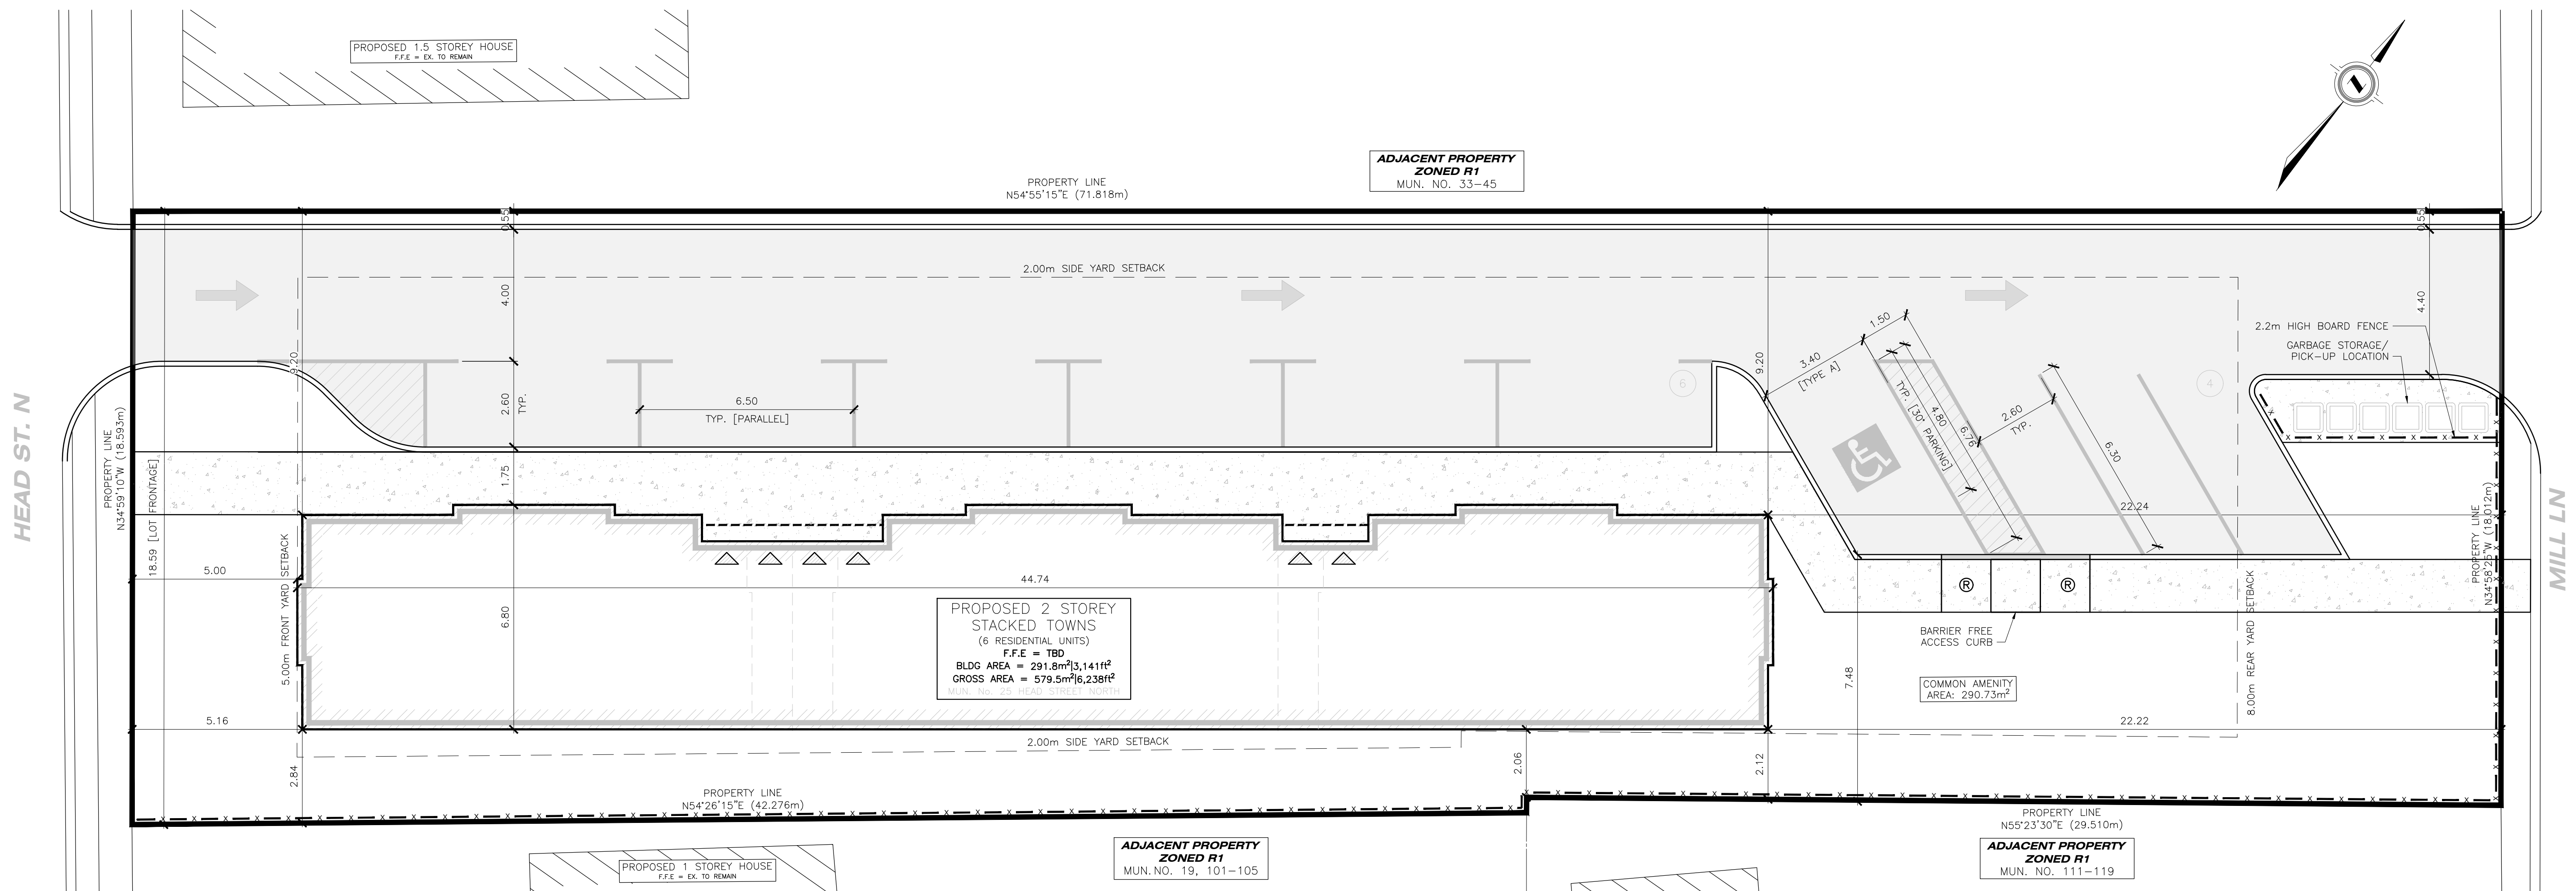 PROPOSED 1.5 STOREY HOUSE
F.F.E = EX. TO REMAIN
N
ADJACENT PROPERTY
ZONED R1
MUN. NO. 33-45
PROPERTY LINE
N54°55'15"E (71.818m)
HEAD ST. N
MILL LN
PROPERTY LINE
N34°59'10"W (18.593m)
18.59 [LOT FRONTAGE]
0.55
0.55
2.00m SIDE YARD SETBACK
4.00
4.40
9.20
9.20
2.60
TYP.
6.50
TYP. [PARALLEL]
6
1.50
3.40
[TYPE A]
TYP. [30° PARKING]
4.80
6.76
2.60
TYP.
6.30
4
2.2m HIGH BOARD FENCE
GARBAGE STORAGE/
PICK-UP LOCATION
1.75
22.24
PROPERTY LINE
N34°58'25"W (18.012m)
5.00m FRONT YARD SETBACK
5.00
44.74
6.80
PROPOSED 2 STOREY
STACKED TOWNS
(6 RESIDENTIAL UNITS)
F.F.E = TBD
BLDG AREA = 291.8m²|3,141ft²
GROSS AREA = 579.5m²|6,238ft²
MUN. No. 25 HEAD STREET NORTH
®
®
BARRIER FREE
ACCESS CURB
8.00m REAR YARD SETBACK
7.48
COMMON AMENITY
AREA: 290.73m²
5.16
22.22
2.00m SIDE YARD SETBACK
2.84
2.06
2.12
PROPERTY LINE
N54°26'15"E (42.276m)
PROPERTY LINE
N55°23'30"E (29.510m)
PROPOSED 1 STOREY HOUSE
F.F.E = EX. TO REMAIN
ADJACENT PROPERTY
ZONED R1
MUN. NO. 19, 101-105
ADJACENT PROPERTY
ZONED R1
MUN. NO. 111-119